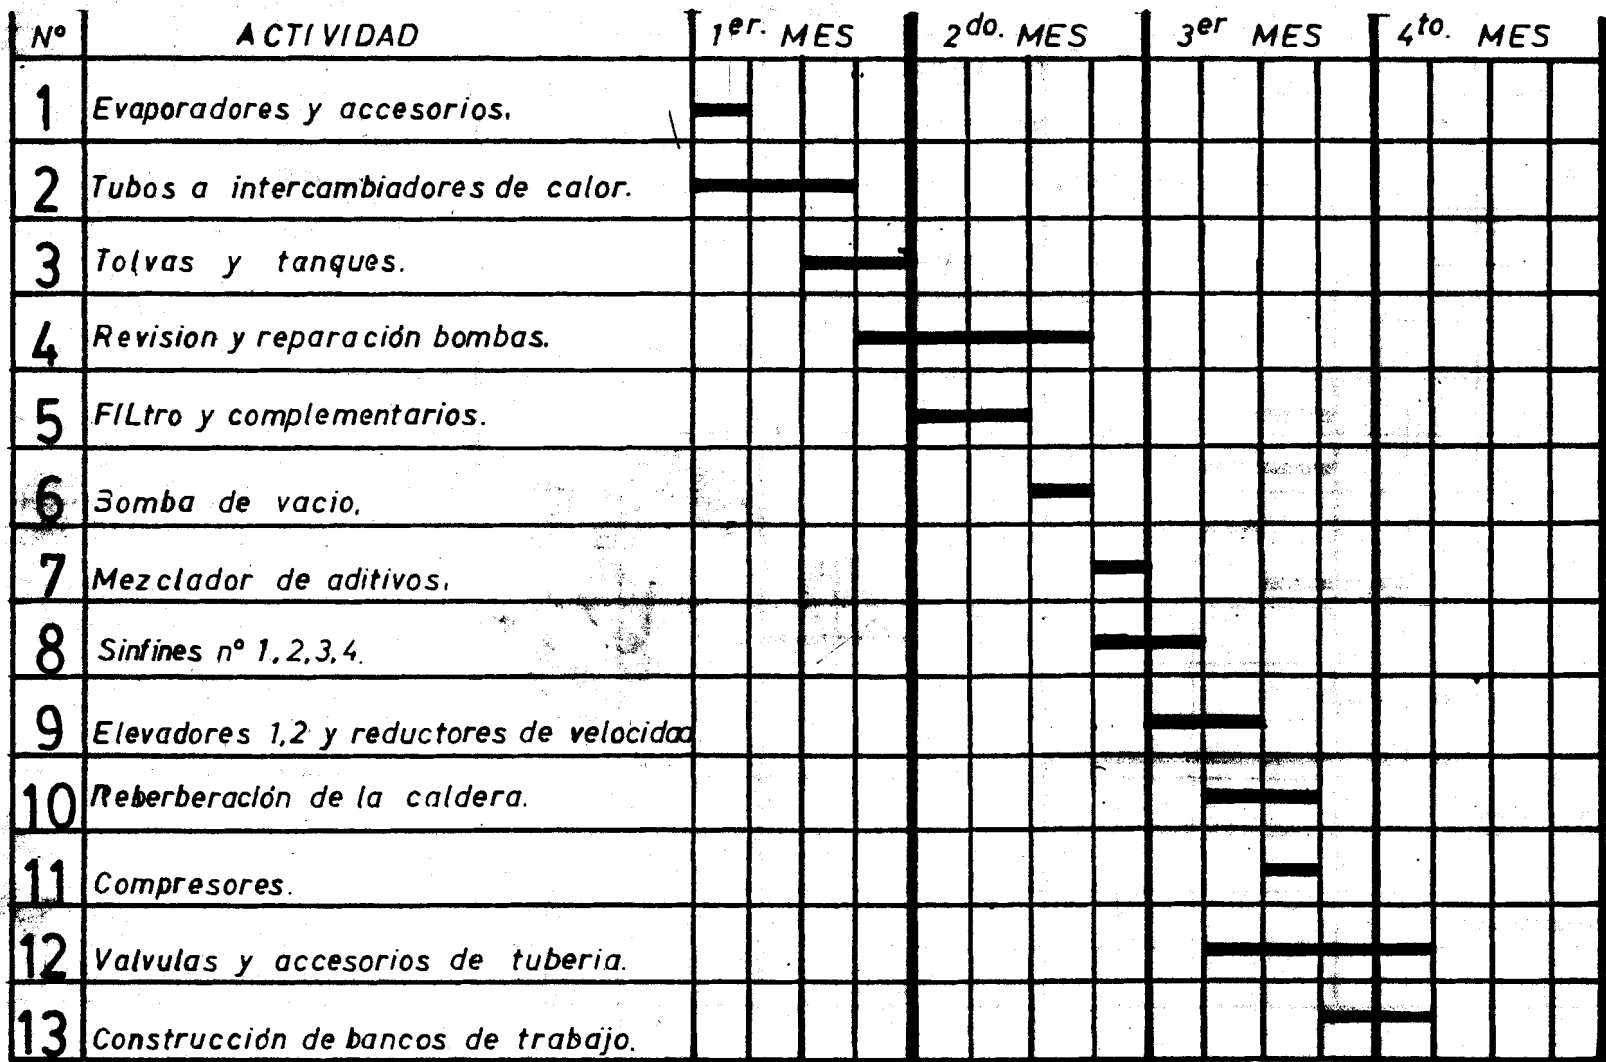 Nº ACTIVIDAD 1er. MES 2do. MES 3er MES 4to. MES
1 Evaporadores y accesorios.
2 Tubos a intercambiadores de calor.
3 Tolvas y tanques.
4 Revision y reparación bombas.
5 FILtro y complementarios.
6 Bomba de vacio.
7 Mezclador de aditivos.
8 Sinfines nº 1,2,3,4.
9 Elevadores 1,2 y reductores de velocidad
10 Reberberación de la caldera.
11 Compresores.
12 Valvulas y accesorios de tuberia.
13 Construcción de bancos de trabajo.